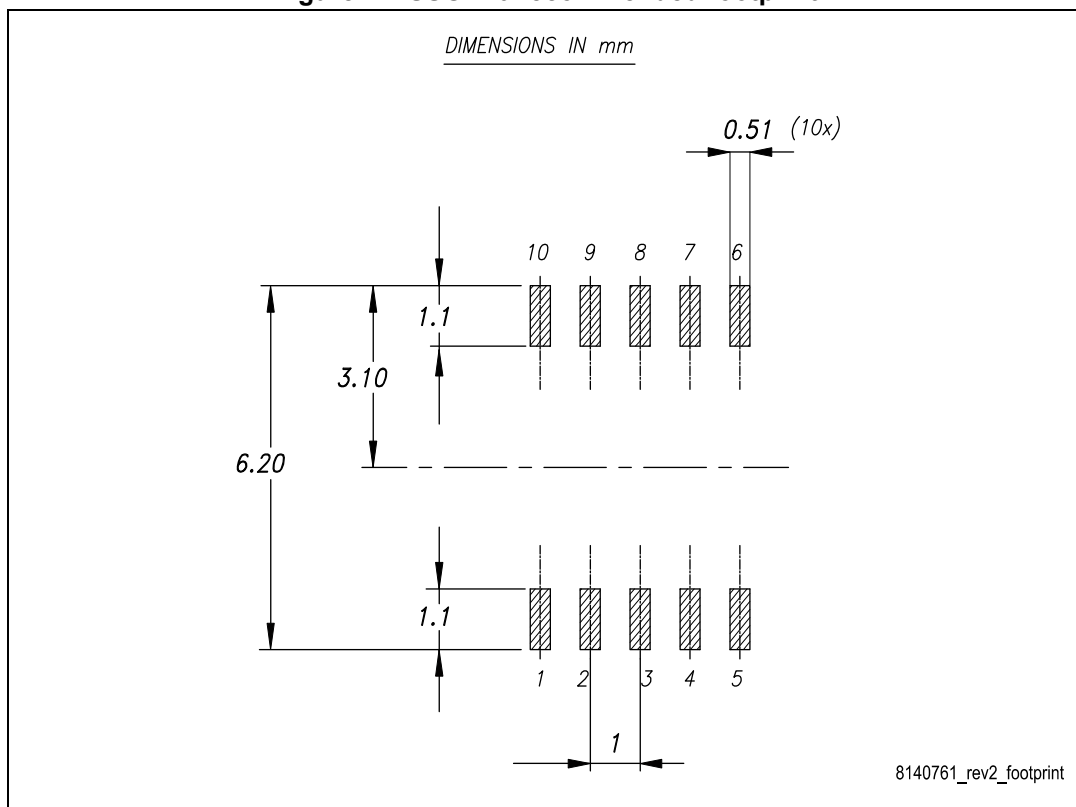 DIMENSIONS IN mm
0.51 (10x)
10 9 8 7 6
1.1
3.10
6.20
1.1
1 2 3 4 5
1
8140761_rev2_footprint